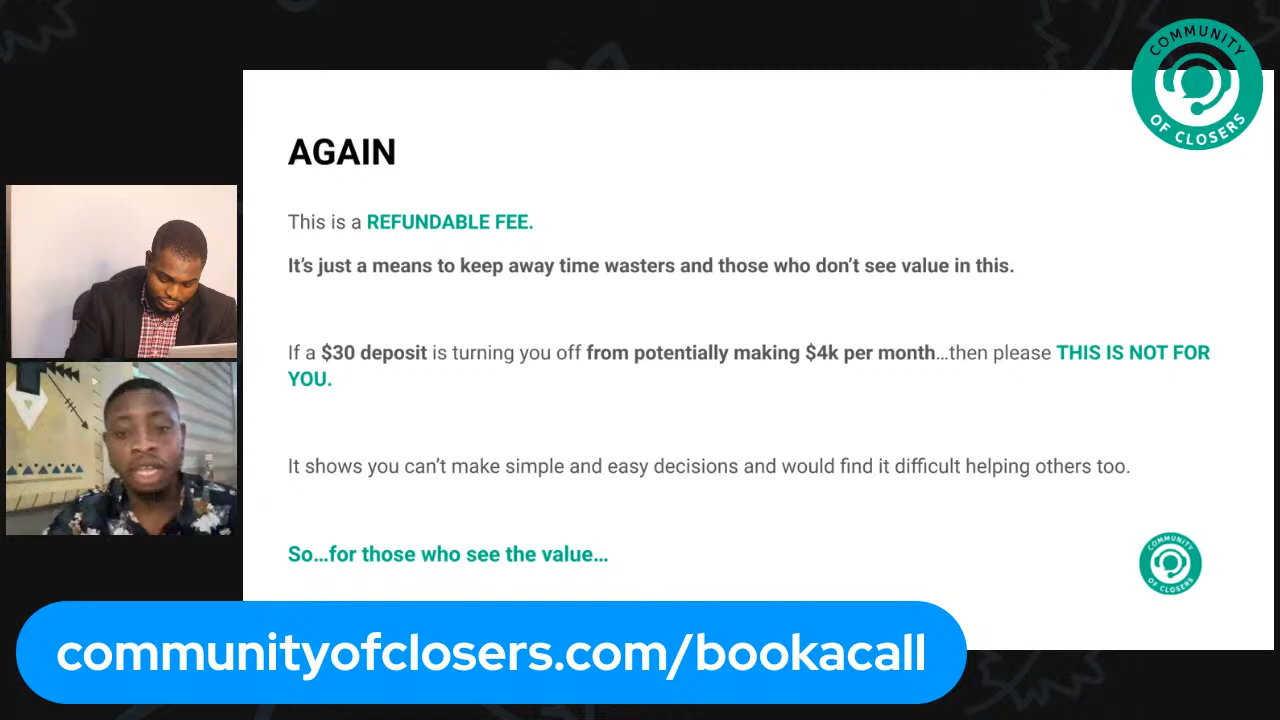 COMMUNITY
OF CLOSERS
AGAIN
This is a REFUNDABLE FEE.
It’s just a means to keep away time wasters and those who don’t see value in this.
If a $30 deposit is turning you off from potentially making $4k per month…then please THIS IS NOT FOR
YOU.
It shows you can’t make simple and easy decisions and would find it difficult helping others too.
So…for those who see the value…
COMMUNITY
OF CLOSERS
communityofclosers.com/bookacall